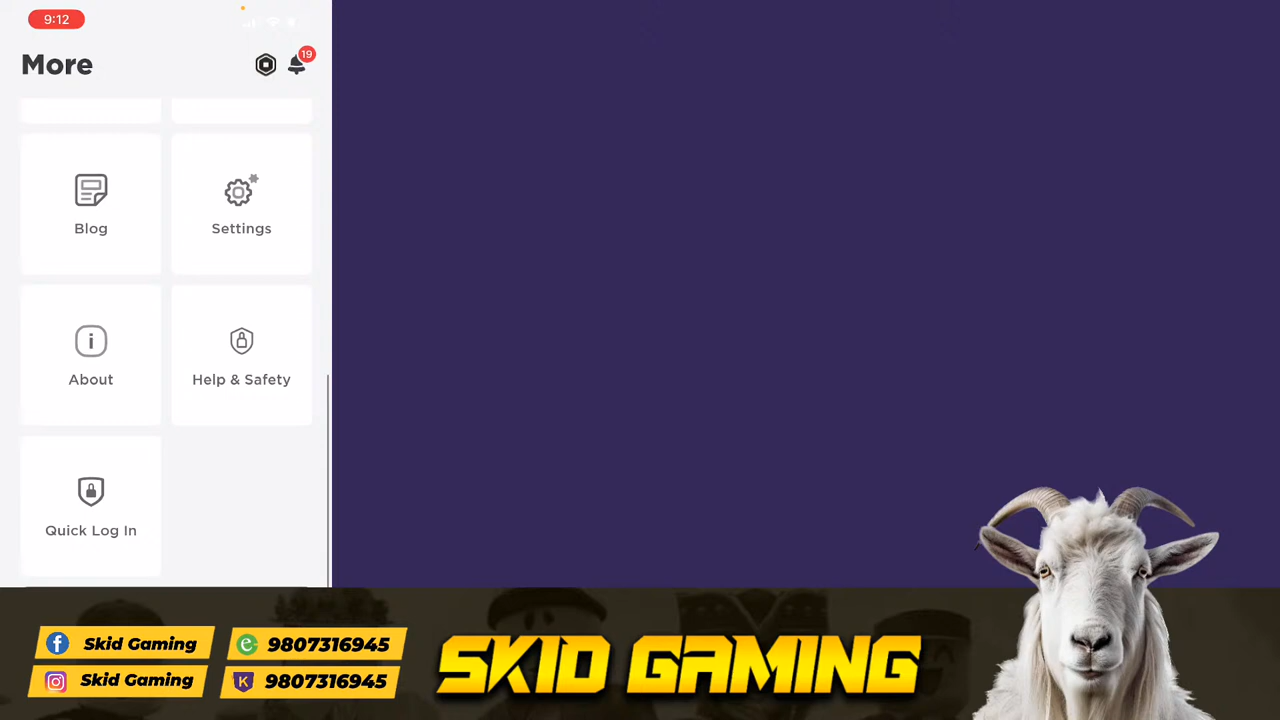 9:12
More
19
Blog
Settings
About
Help & Safety
Quick Log In
Skid Gaming
9807316945
Skid Gaming
9807316945
SKID GAMING